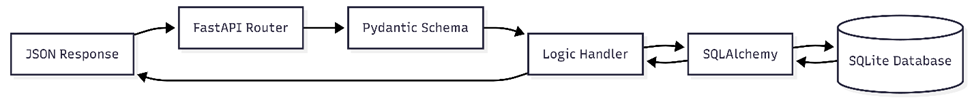 JSON Response
FastAPI Router
Pydantic Schema
Logic Handler
SQLAlchemy
SQLite Database